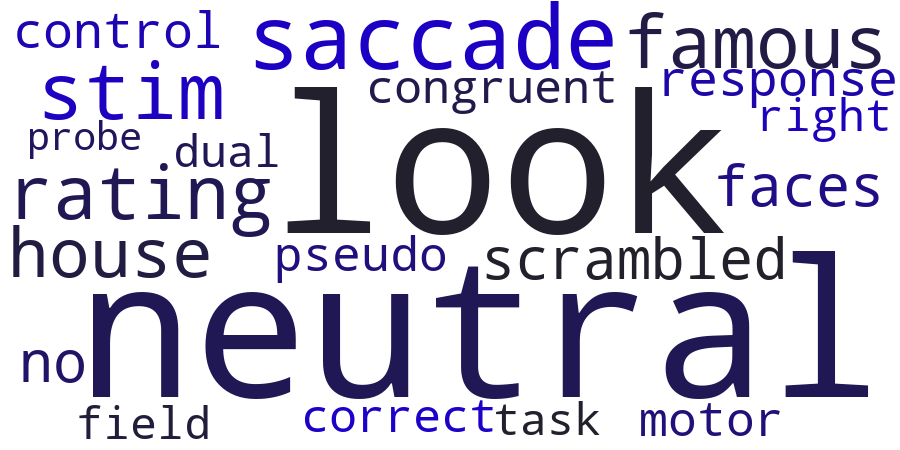 control saccade famous
stim congruent response
probe dual look right
rating faces
house pseudo scrambled
neutral
no
field correct task motor